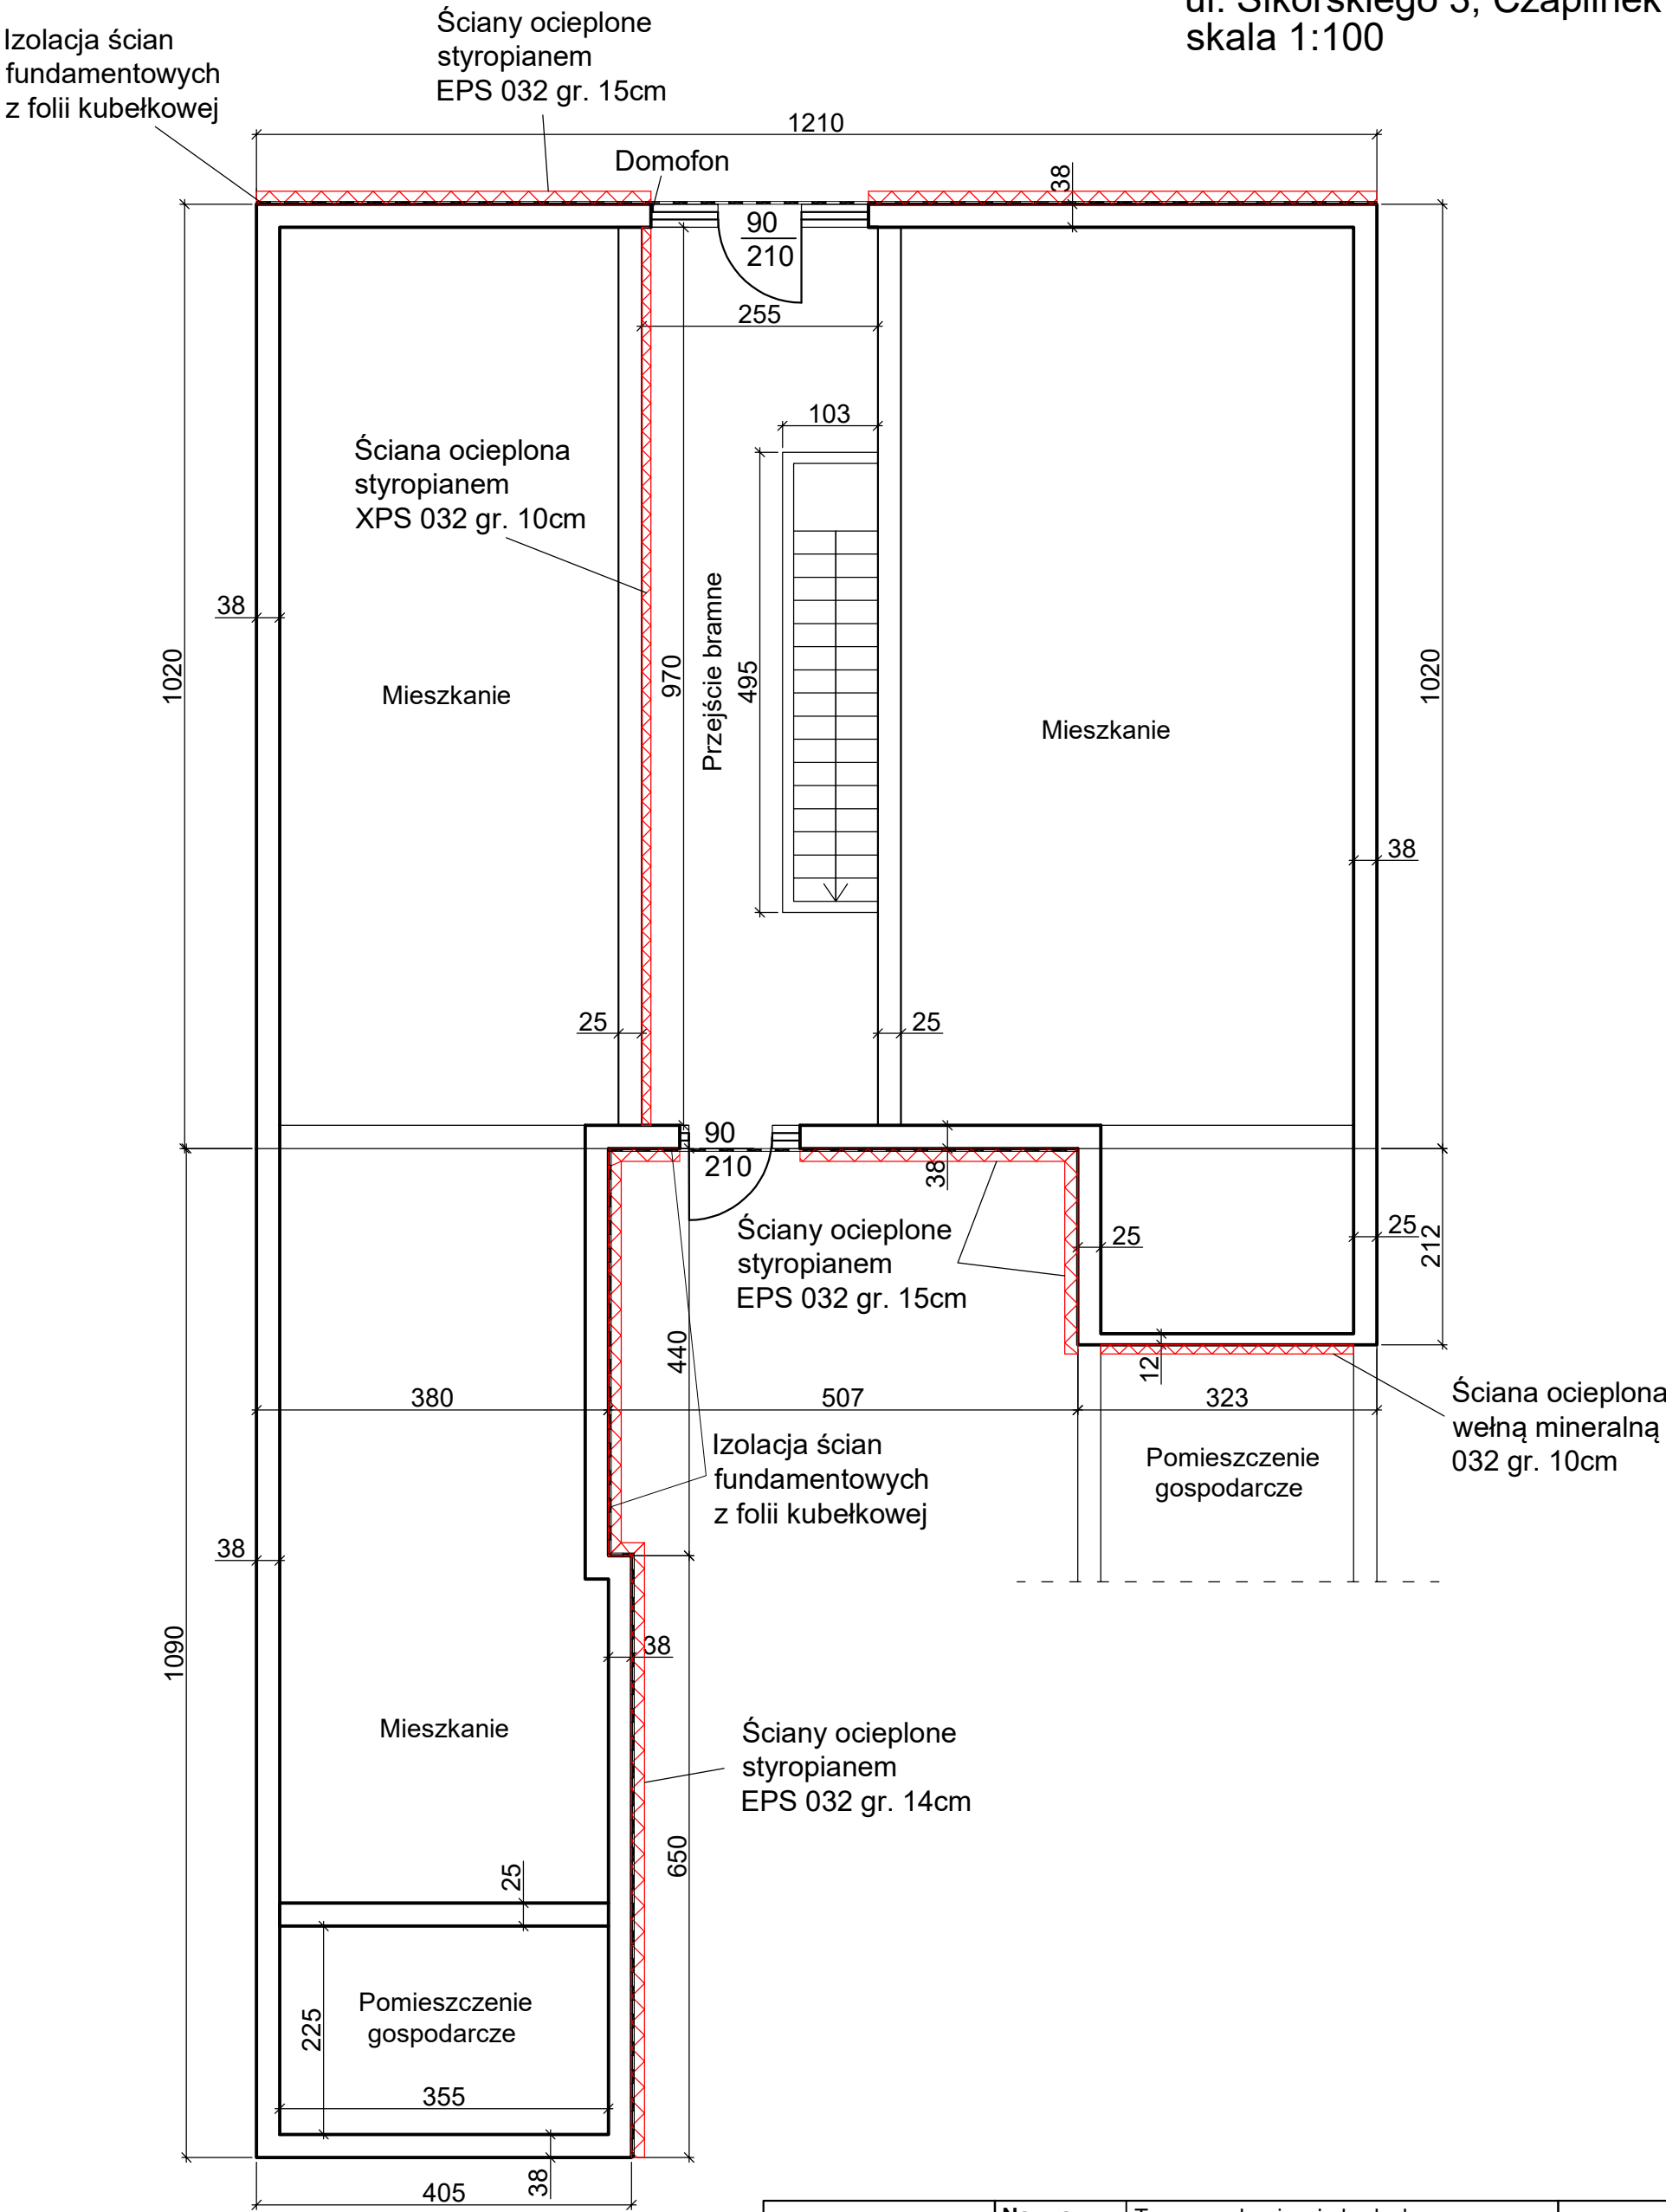 ul. Sikorskiego 3, Czaplinek
skala 1:100
Izolacja ścian
fundamentowych
z folii kubełkowej
Ściany ocieplone
styropianem
EPS 032 gr. 15cm
1210
Domofon
38
90
210
255
103
Ściana ocieplona
styropianem
XPS 032 gr. 10cm
38
1020
970
Przejście bramne
495
1020
Mieszkanie
Mieszkanie
38
25
25
90
210
38
Ściany ocieplone
styropianem
EPS 032 gr. 15cm
25
25
212
440
12
380
507
323
Ściana ocieplona
wełną mineralną
032 gr. 10cm
Izolacja ścian
fundamentowych
z folii kubełkowej
Pomieszczenie
gospodarcze
38
1090
38
Mieszkanie
Ściany ocieplone
styropianem
EPS 032 gr. 14cm
650
25
225
Pomieszczenie
gospodarcze
355
38
405